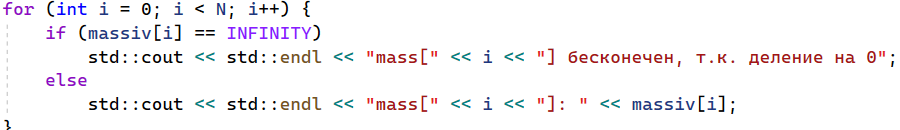 for (int i = 0; i < N; i++) {
    if (massiv[i] == INFINITY)
        std::cout << std::endl << "mass[" << i << "] бесконечен, т.к. деление на 0";
    else
        std::cout << std::endl << "mass[" << i << "]: " << massiv[i];
}